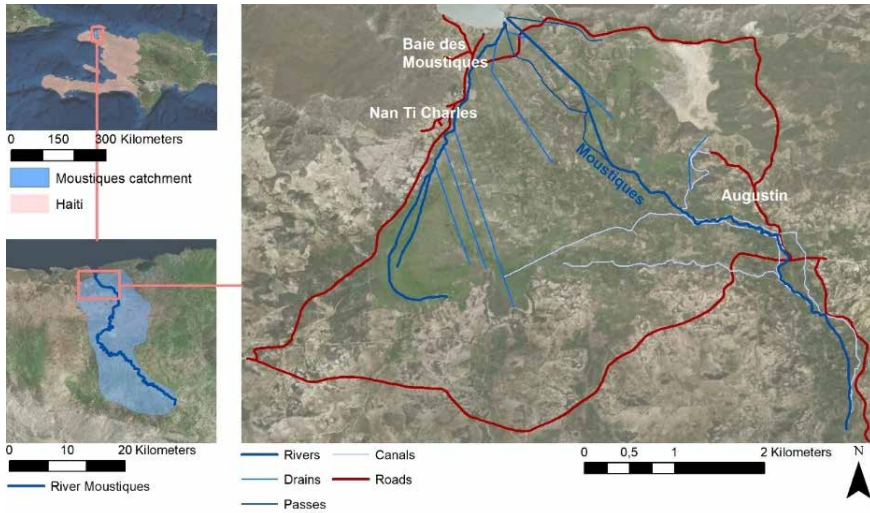 0 150 300 Kilometers
Moustiques catchment
Haiti
0 10 20 Kilometers
River Moustiques
Baie des
Moustiques
Nan Ti Charles
Moustiques
Augustin
Rivers
Canals
Drains
Roads
Passes
0 0,5 1 2 Kilometers
N